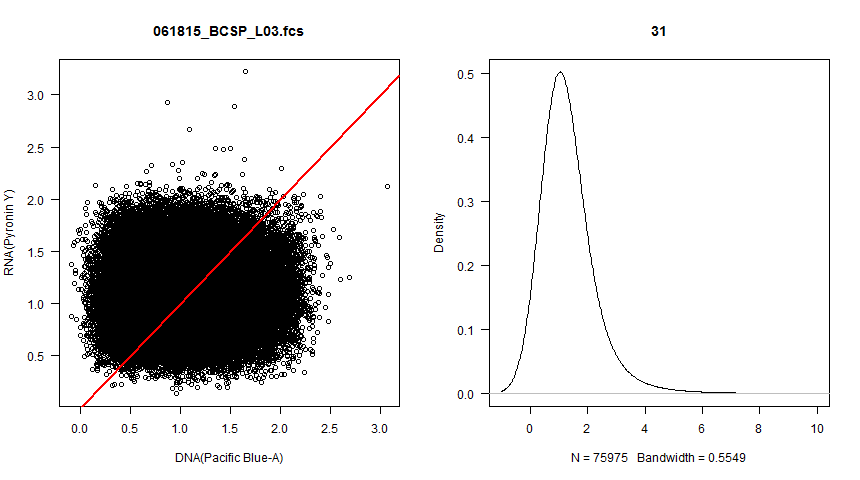 061815_BCSP_L03.fcs
RNA(Pyronin Y)
3.0
2.5
2.0
1.5
1.0
0.5
0.0 0.5 1.0 1.5 2.0 2.5 3.0
DNA(Pacific Blue-A)
31
Density
0.5
0.4
0.3
0.2
0.1
0.0
0 2 4 6 8 10
N = 75975 Bandwidth = 0.5549